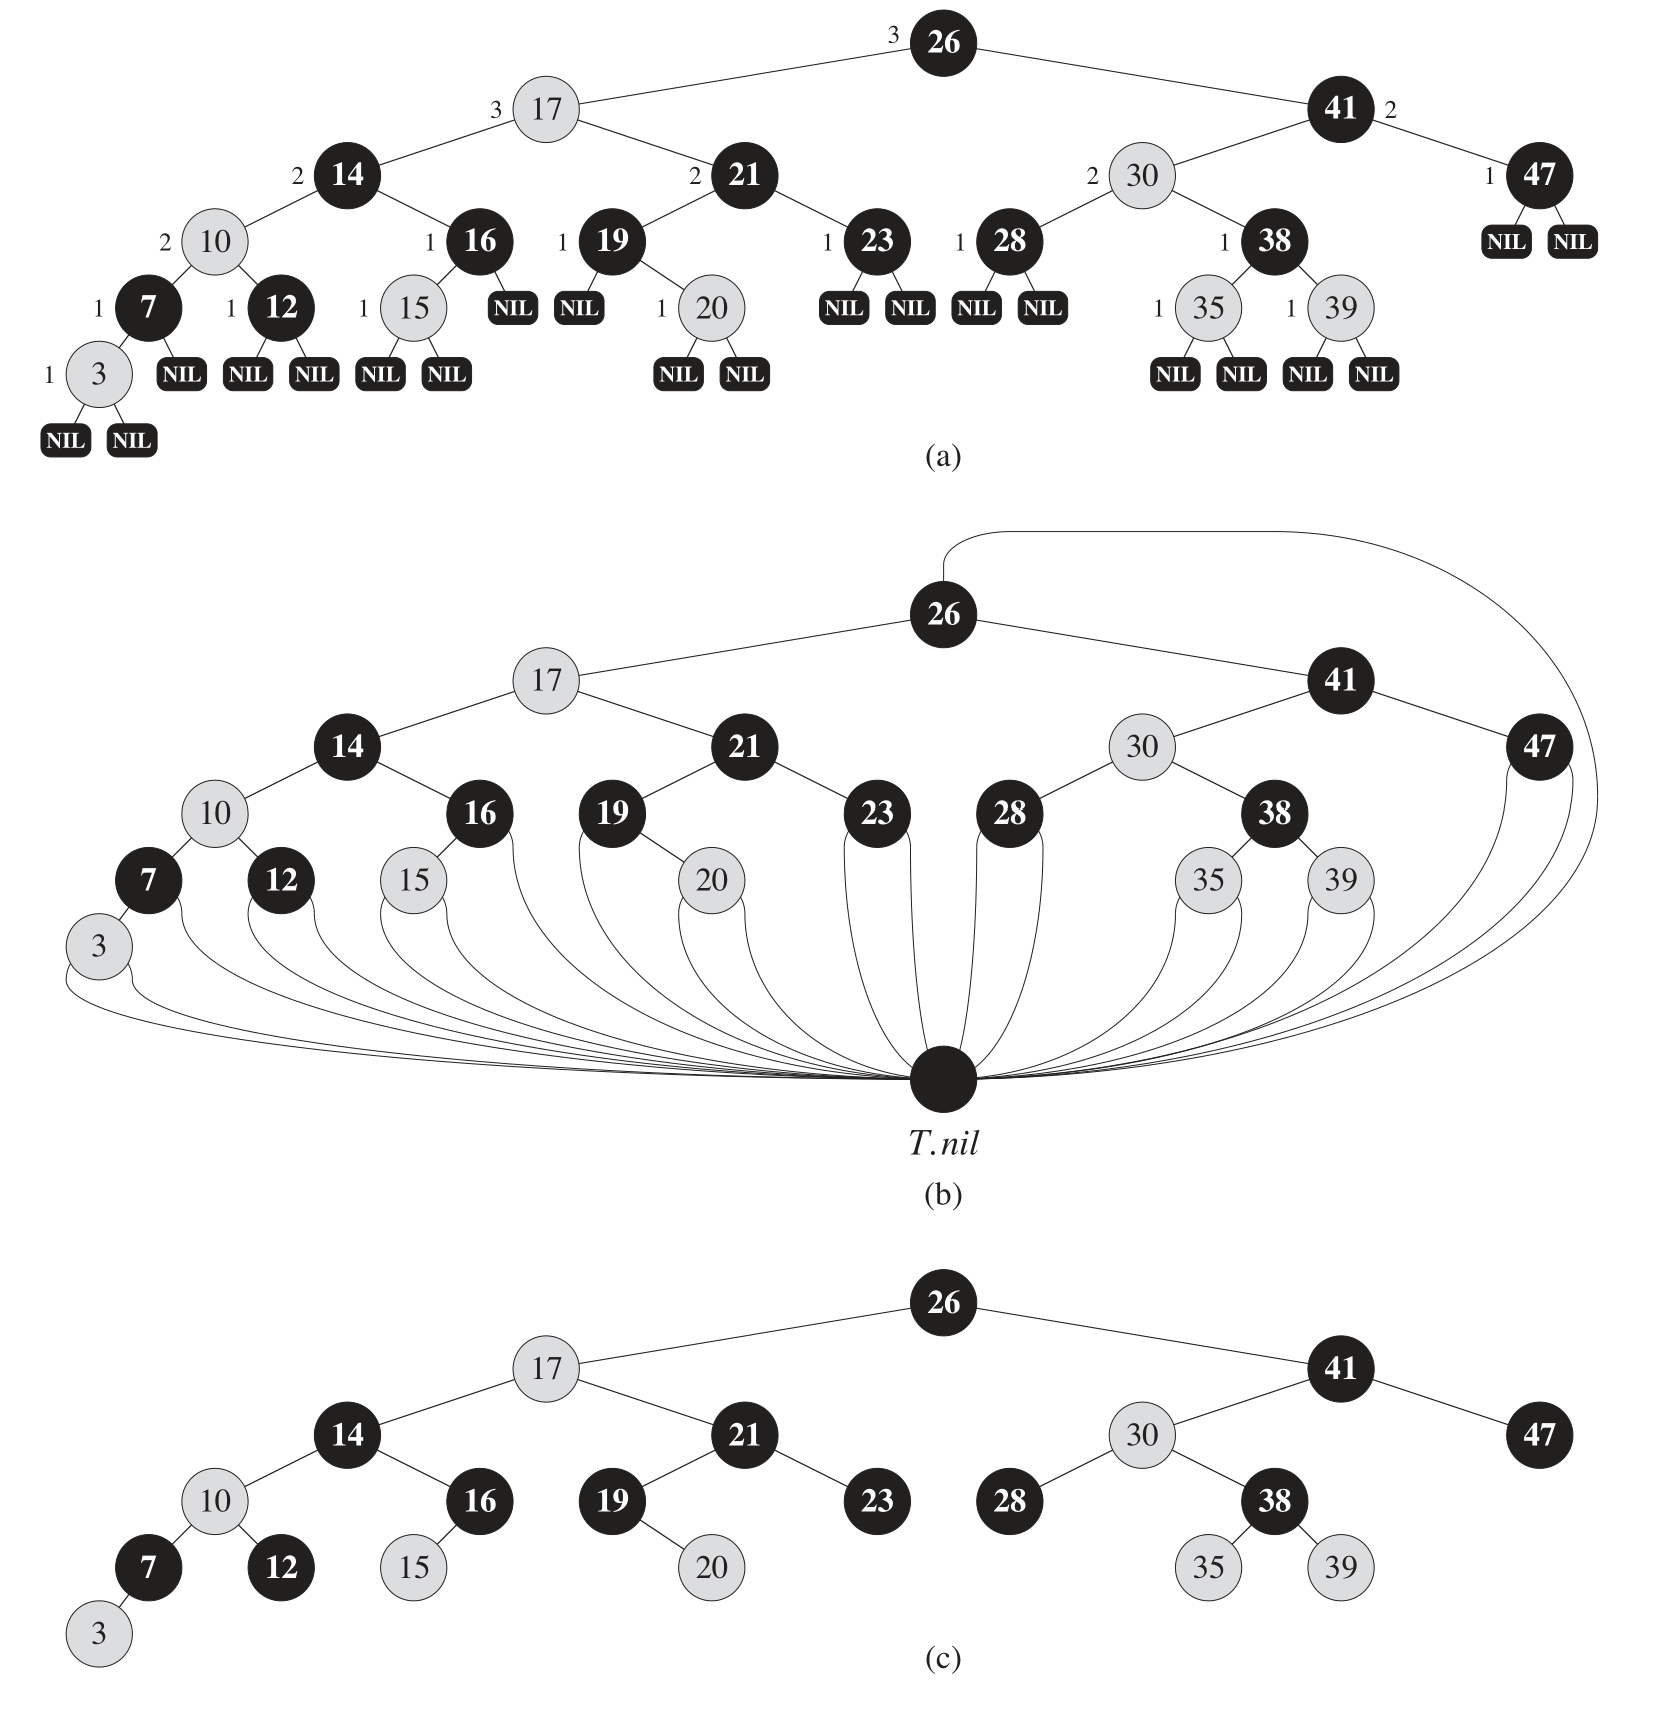 3 26
3 17 41 2
2 14 2 21 2 30 1 47
2 10 1 16 1 19 1 23 1 28 1 38 NIL NIL
1 7 1 12 1 15 NIL NIL 1 20 NIL NIL NIL NIL 1 35 1 39
1 3 NIL NIL NIL NIL NIL NIL NIL NIL NIL NIL NIL
NIL NIL
(a)
26
17 41
14 21 30 47
10 16 19 23 28 38
7 12 15 20 35 39
3
T.nil
(b)
26
17 41
14 21 30 47
10 16 19 23 28 38
7 12 15 20 35 39
3
(c)